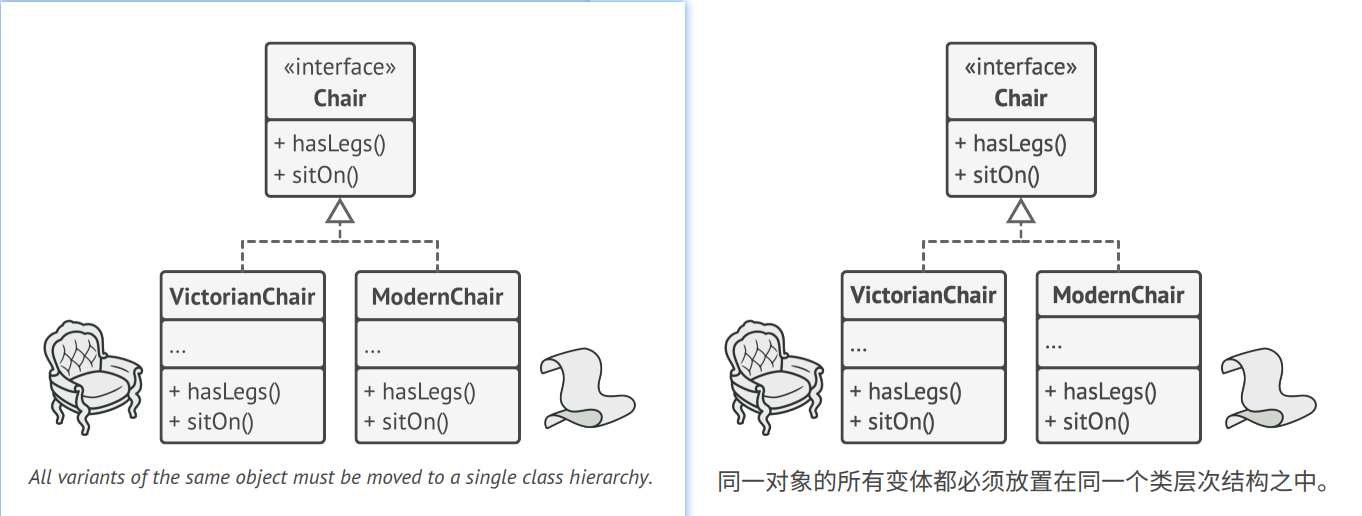 «interface»
Chair
+ hasLegs()
+ sitOn()
VictorianChair
...
+ hasLegs()
+ sitOn()
ModernChair
...
+ hasLegs()
+ sitOn()
All variants of the same object must be moved to a single class hierarchy.
«interface»
Chair
+ hasLegs()
+ sitOn()
VictorianChair
...
+ hasLegs()
+ sitOn()
ModernChair
...
+ hasLegs()
+ sitOn()
同一对象的所有变体都必须放置在同一个类层次结构之中。